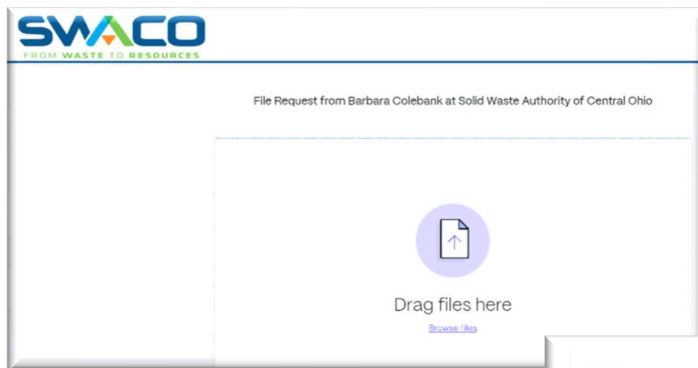 SWACO
FROM WASTE TO RESOURCES
File Request from Barbara Colebank at Solid Waste Authority of Central Ohio
Drag files here
Browse files